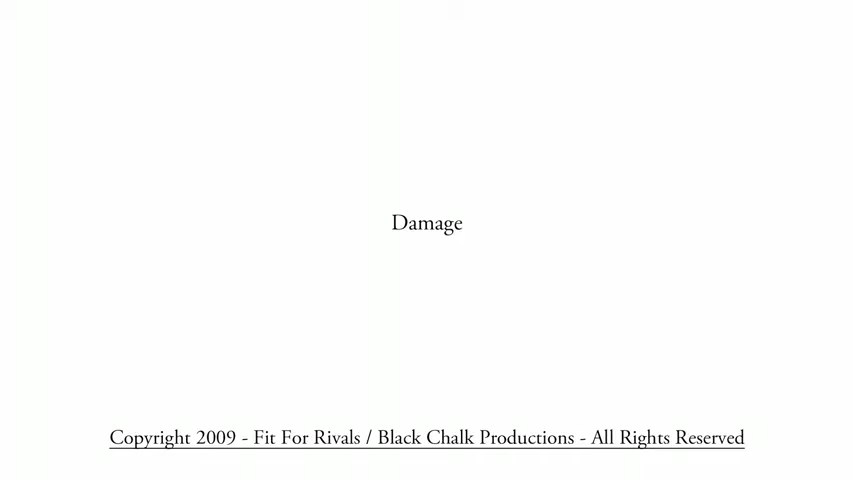 Damage
Copyright 2009 - Fit For Rivals / Black Chalk Productions - All Rights Reserved